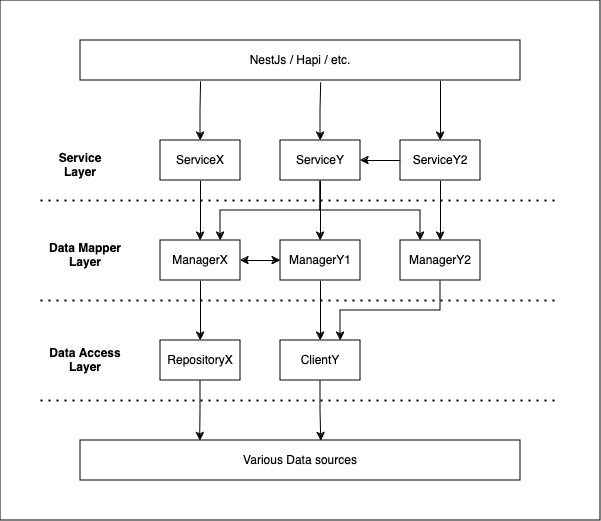 NestJs / Hapi / etc.
Service
Layer
ServiceX
ServiceY
ServiceY2
Data Mapper
Layer
ManagerX
ManagerY1
ManagerY2
Data Access
Layer
RepositoryX
ClientY
Various Data sources